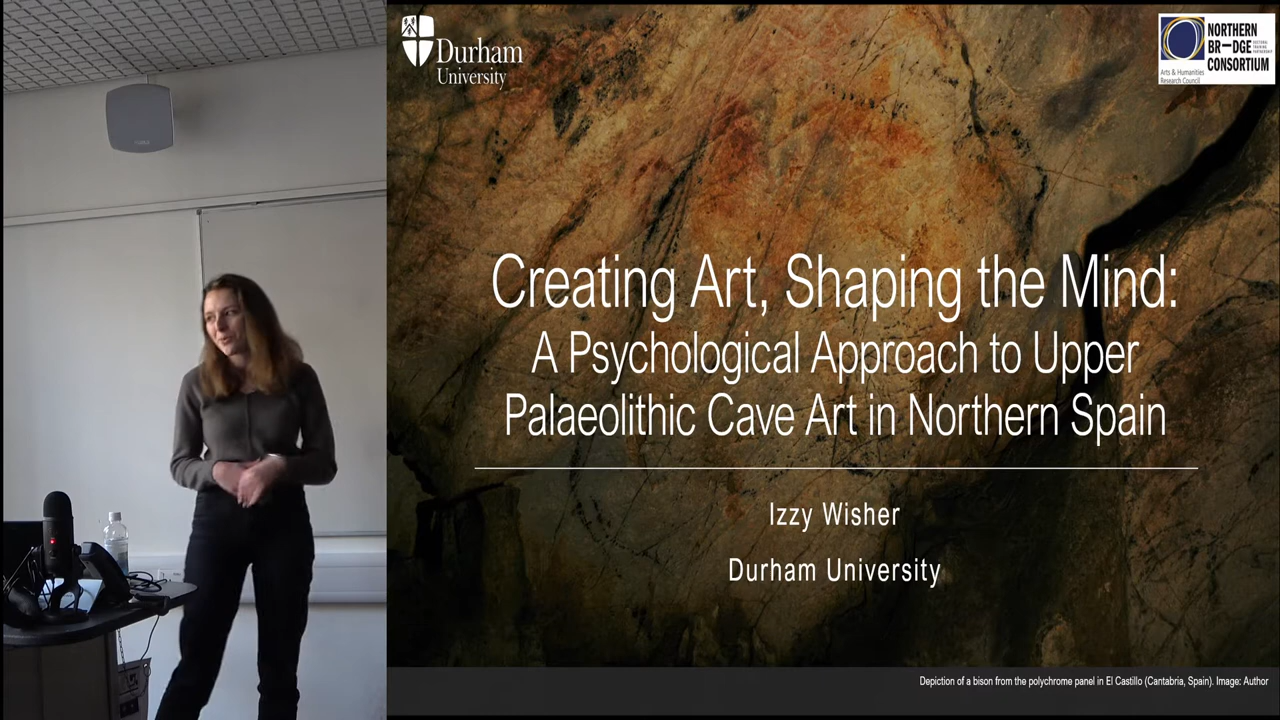 Durham
University
NORTHERN
BR—DGE
CONSORTIUM
Arts & Humanities
Research Council
Creating Art, Shaping the Mind:
A Psychological Approach to Upper
Palaeolithic Cave Art in Northern Spain
Izzy Wisher
Durham University
Depiction of a bison from the polychrome panel in El Castillo (Cantabria, Spain). Image: Author